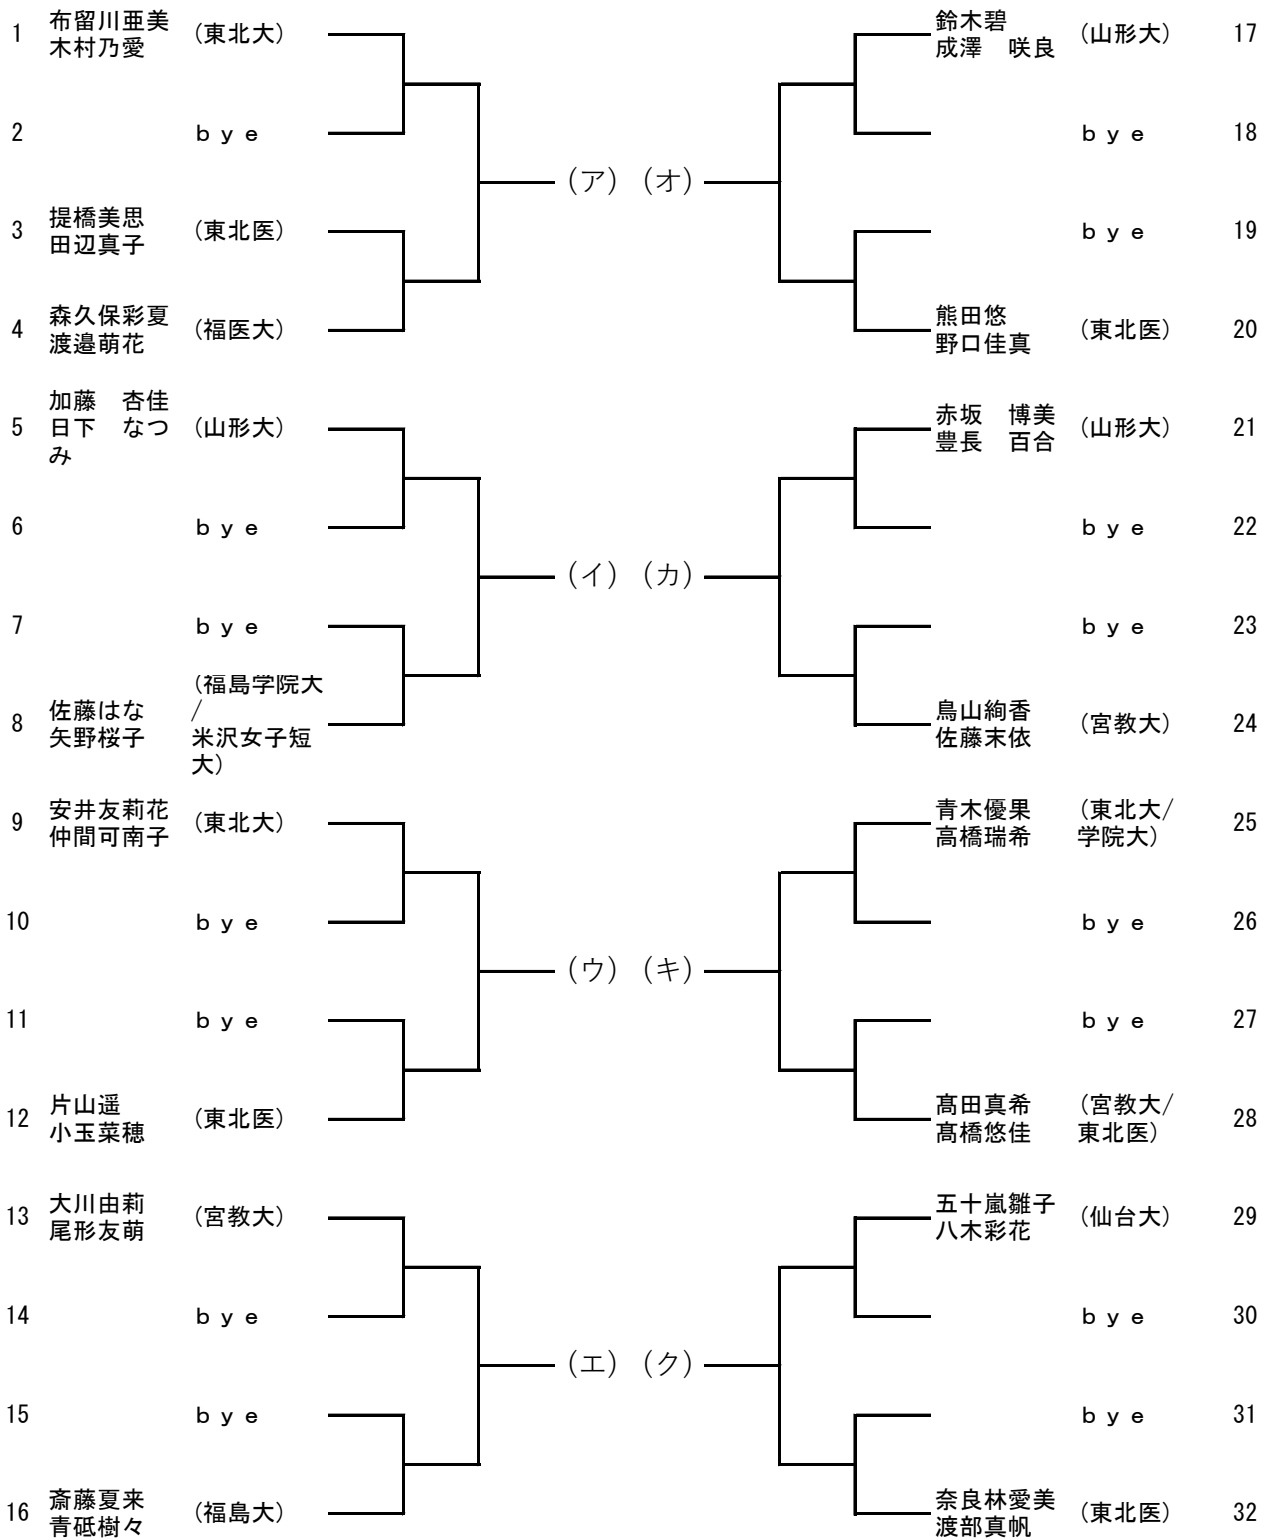 1 布留川亜美 (東北大)
木村乃愛
2 ｂｙｅ
(ア)
3 提橋美思 (東北医)
田辺真子
4 森久保彩夏 (福医大)
渡邉萌花
5 加藤　杏佳 (山形大)
日下　なつ
み
6 ｂｙｅ
(イ)
7 ｂｙｅ
8 佐藤はな (福島学院大
矢野桜子 /
米沢女子短
大)
9 安井友莉花 (東北大)
仲間可南子
10 ｂｙｅ
(ウ)
11 ｂｙｅ
12 片山遥 (東北医)
小玉菜穂
13 大川由莉 (宮教大)
尾形友萌
14 ｂｙｅ
(エ)
15 ｂｙｅ
16 斎藤夏来 (福島大)
青砥樹々
鈴木碧 (山形大) 17
成澤　咲良
ｂｙｅ 18
(オ)
ｂｙｅ 19
熊田悠 (東北医) 20
野口佳真
赤坂　博美 (山形大) 21
豊長　百合
ｂｙｅ 22
(カ)
ｂｙｅ 23
鳥山絢香 (宮教大) 24
佐藤末依
青木優果 (東北大/ 25
高橋瑞希 学院大)
ｂｙｅ 26
(キ)
ｂｙｅ 27
髙田真希 (宮教大/ 28
髙橋悠佳 東北医)
五十嵐雛子 (仙台大) 29
八木彩花
ｂｙｅ 30
(ク)
ｂｙｅ 31
奈良林愛美 (東北医) 32
渡部真帆